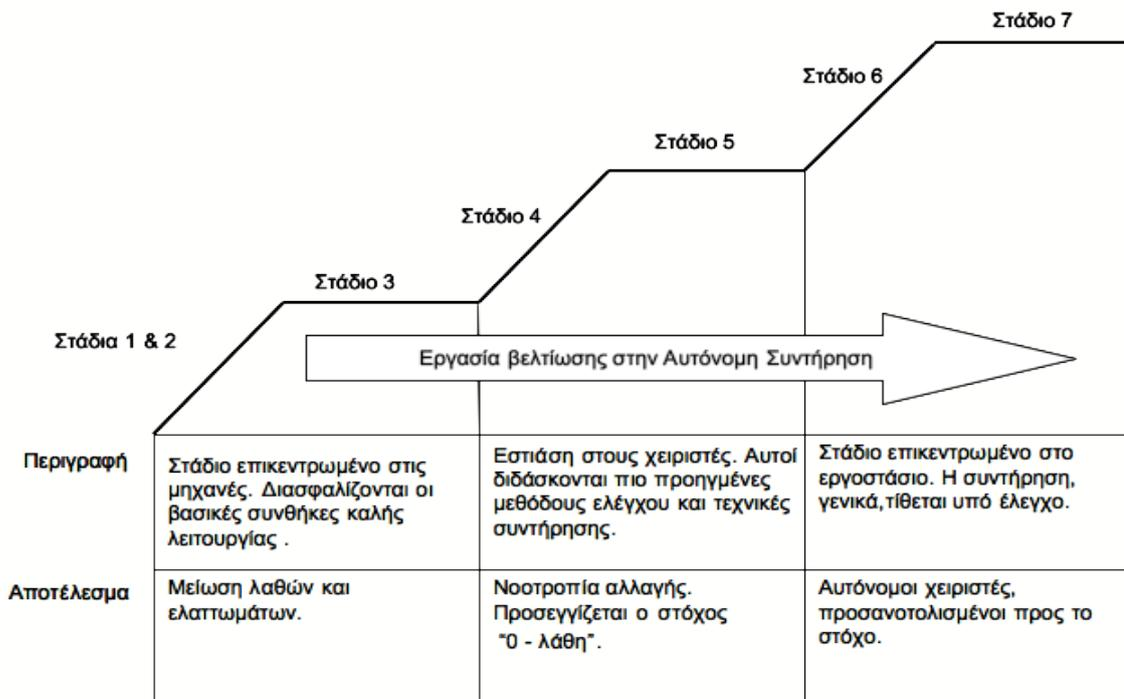 Στάδιο 7
Στάδιο 6
Στάδιο 5
Στάδιο 4
Στάδιο 3
Στάδια 1 & 2
Εργασία βελτίωσης στην Αυτόνομη Συντήρηση
Περιγραφή
Στάδιο επικεντρωμένο στις
μηχανές. Διασφαλίζονται οι
βασικές συνθήκες καλής
λειτουργίας .
Εστιάση στους χειριστές. Αυτοί
διδάσκονται πιο προηγμένες
μεθόδους ελέγχου και τεχνικές
συντήρησης.
Στάδιο επικεντρωμένο στο
εργοστάσιο. Η συντήρηση,
γενικά,τίθεται υπό έλεγχο.
Αποτέλεσμα
Μείωση λαθών και
ελαττωμάτων.
Νοοτροπία αλλαγής.
Προσεγγίζεται ο στόχος
“0 - λάθη”.
Αυτόνομοι χειριστές,
προσανοτολισμένοι προς το
στόχο.